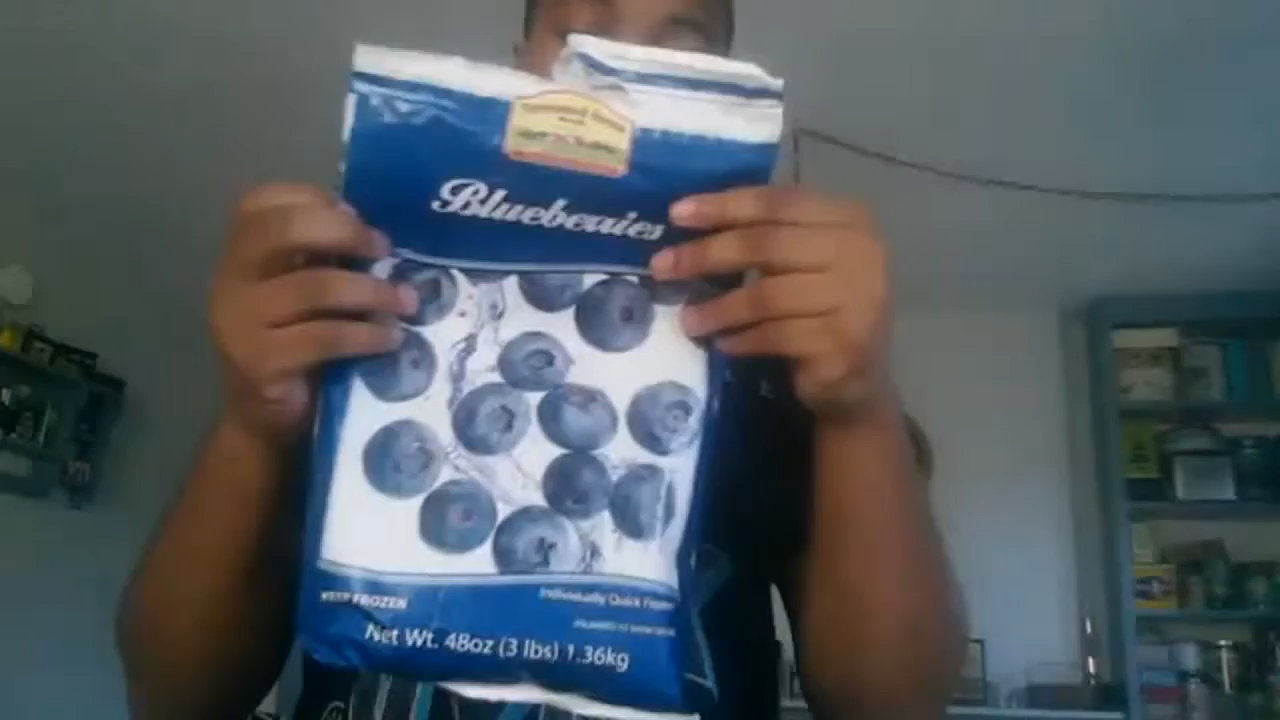 Blueberries
KEEP FROZEN
Individually Quick Frozen
Net Wt. 48oz (3 lbs) 1.36kg